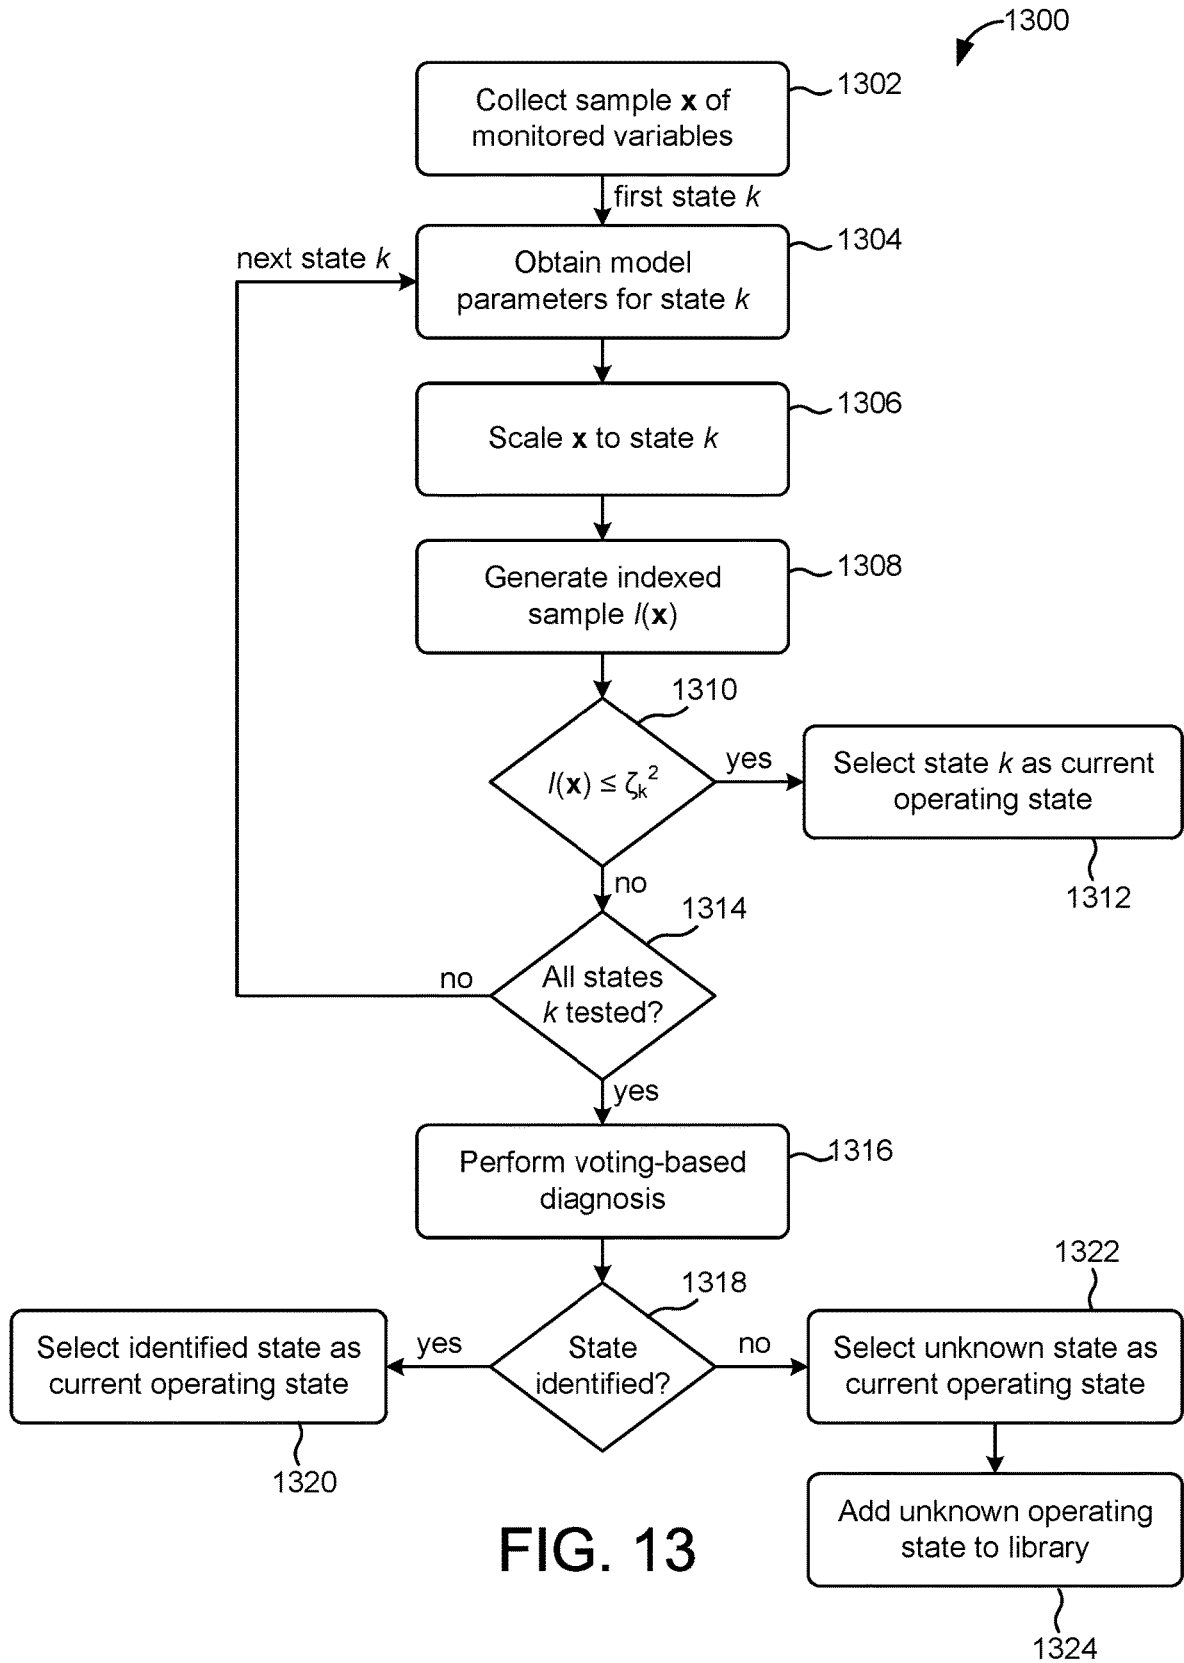 1300
Collect sample x of
monitored variables
1302
first state k
next state k
Obtain model
parameters for state k
1304
Scale x to state k
1306
Generate indexed
sample I(x)
1308
1310
I(x) ≤ ζk²
yes
Select state k as current
operating state
1312
no
1314
All states
k tested?
no
yes
Perform voting-based
diagnosis
1316
1318
State
identified?
yes
Select identified state as
current operating state
1320
no
1322
Select unknown state as
current operating state
Add unknown operating
state to library
1324
FIG. 13